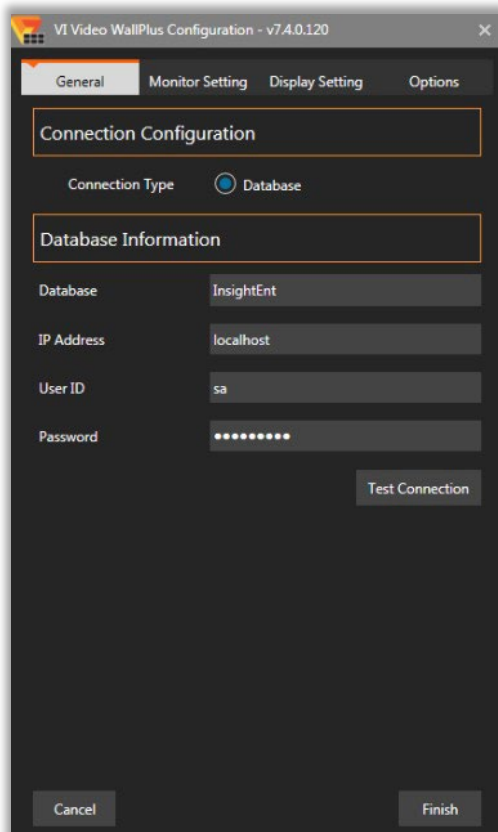 VI Video WallPlus Configuration - v7.4.0.120
General Monitor Setting Display Setting Options
Connection Configuration
Connection Type Database
Database Information
Database InsightEnt
IP Address localhost
User ID sa
Password •••••••••
Test Connection
Cancel Finish